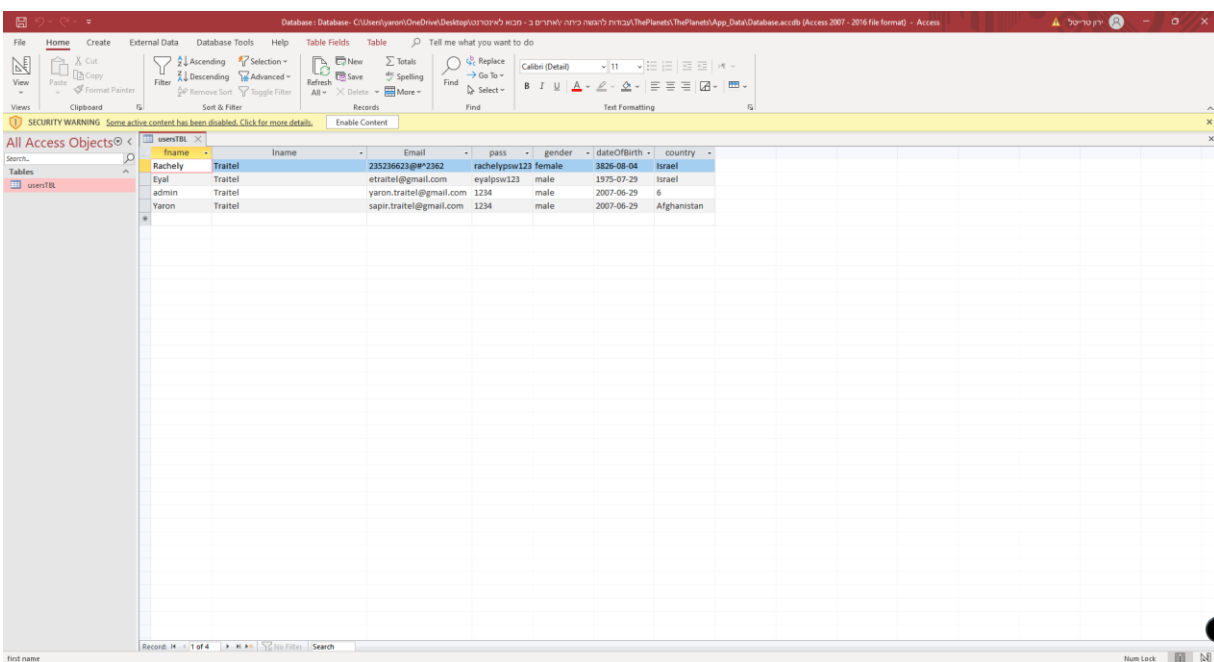 Database : Database- C:\Users\yaron\OneDrive\Desktop\עבודות להגשה כיתה י\אתרים ב - מבוא לאינטרנט\ThePlanets\ThePlanets\App_Data\Database.accdb (Access 2007 - 2016 file format) - Access ירון טרייטל
File Home Create External Data Database Tools Help Table Fields Table Tell me what you want to do
View Paste Cut Copy Format Painter
Filter Ascending Descending Remove Sort Selection Advanced Toggle Filter
Refresh All New Save Delete Totals Spelling More
Find Replace Go To Select
Calibri (Detail) 11
B I U A
Views Clipboard Sort & Filter Records Find Text Formatting
SECURITY WARNING Some active content has been disabled. Click for more details. Enable Content
All Access Objects
Search..
Tables
usersTBL
usersTBL
fname lname Email pass gender dateOfBirth country
Rachely Traitel 235236623@#^2362 rachelypsw123 female 3826-08-04 Israel
Eyal Traitel etraitel@gmail.com eyalpsw123 male 1975-07-29 Israel
admin Traitel yaron.traitel@gmail.com 1234 male 2007-06-29 6
Yaron Traitel sapir.traitel@gmail.com 1234 male 2007-06-29 Afghanistan
Record: 1 of 4 No Filter Search
first name Num Lock